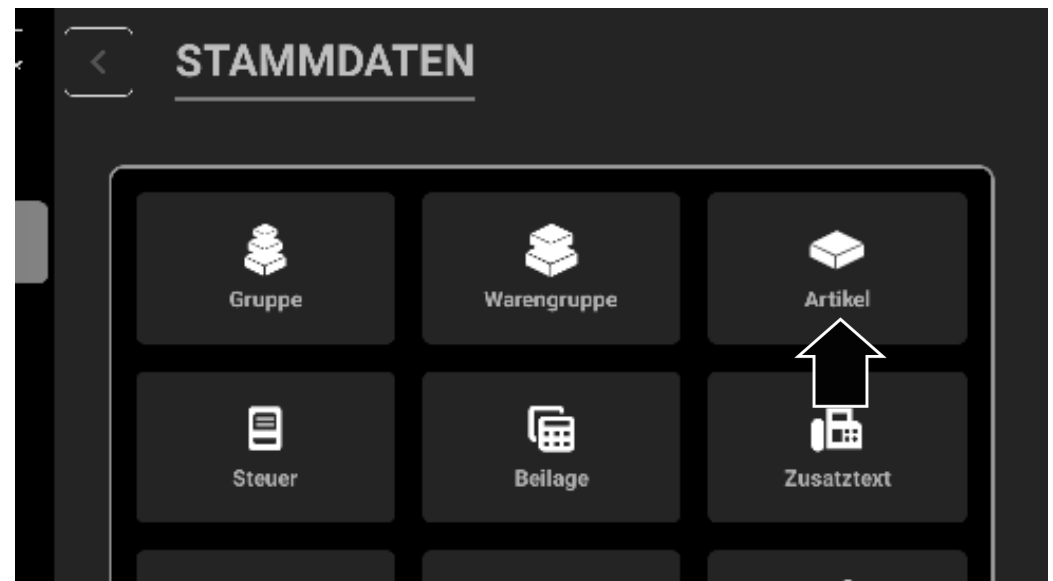 STAMMDATEN
Gruppe
Warengruppe
Artikel
Steuer
Beilage
Zusatztext